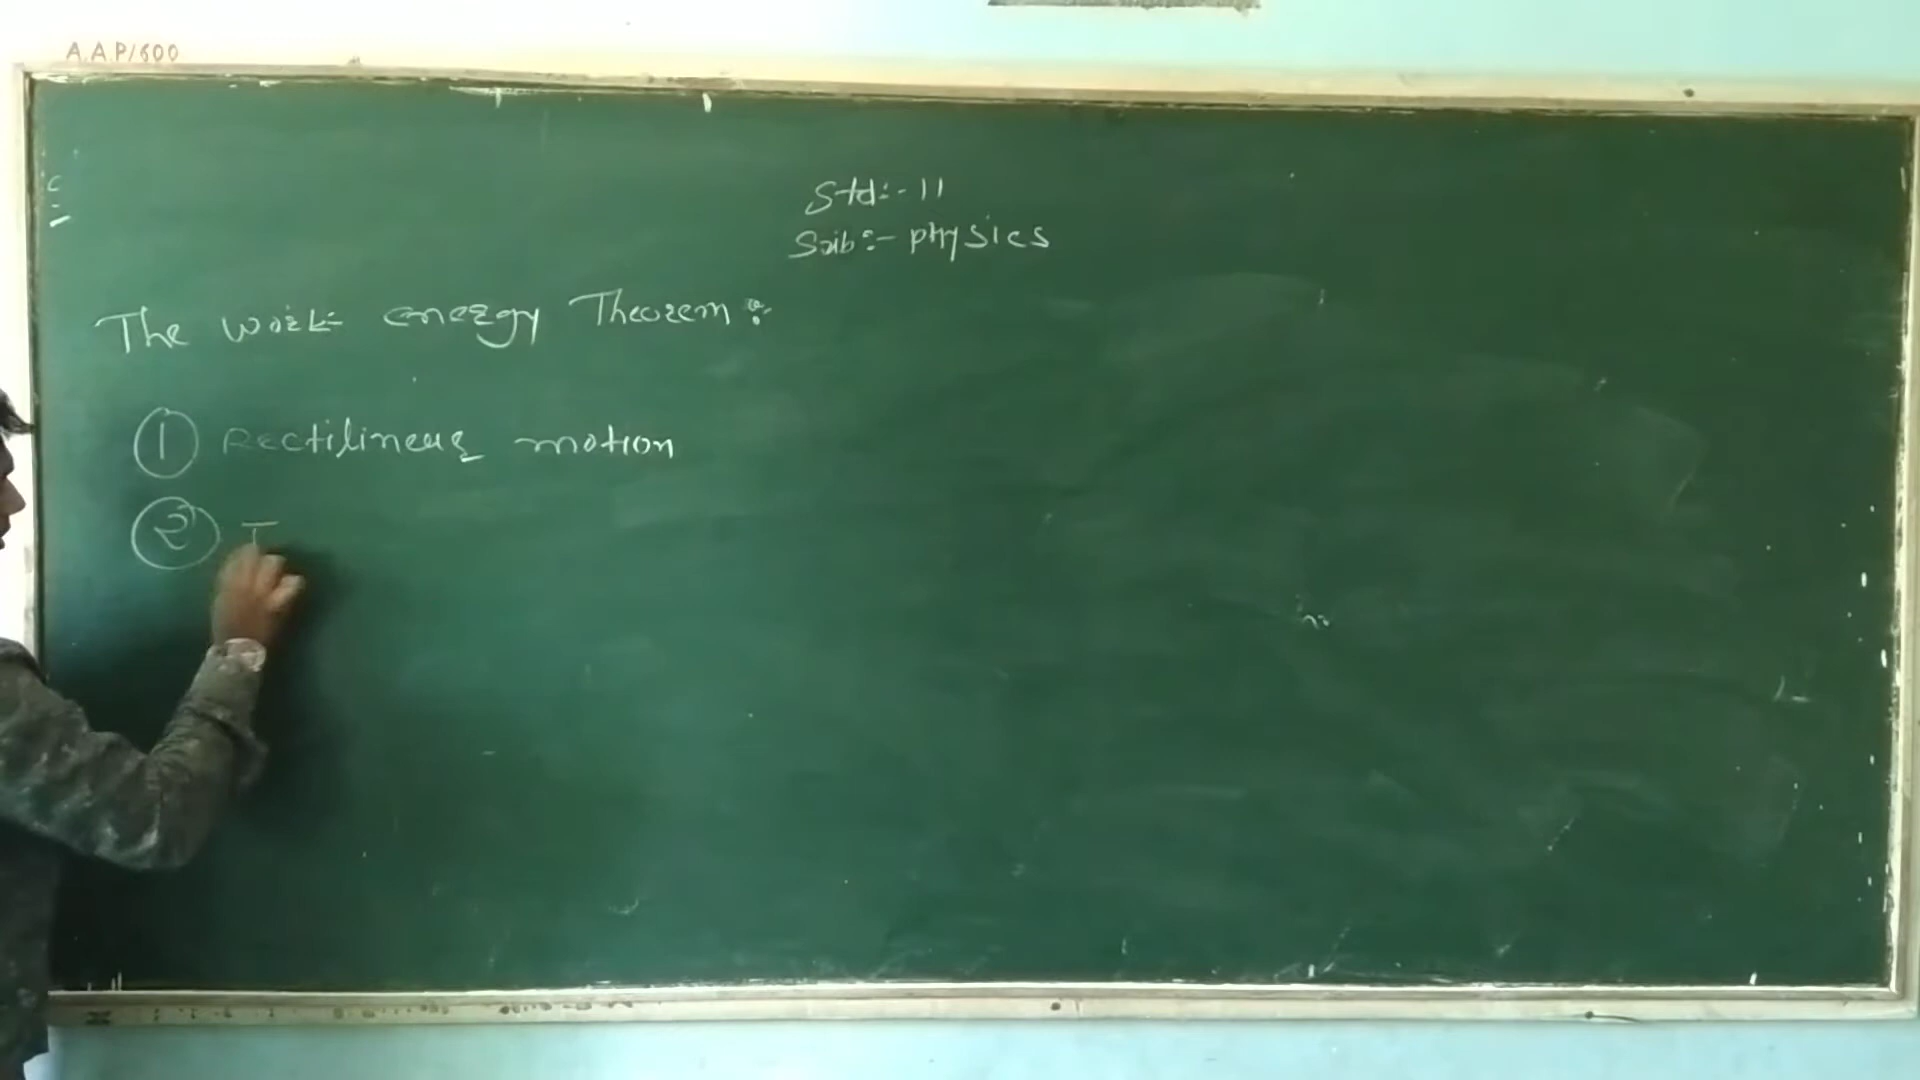 A.A.P/600
Std:- 11
Sub:- physics
The work energy Theorem :-
① Rectilinear motion
② T